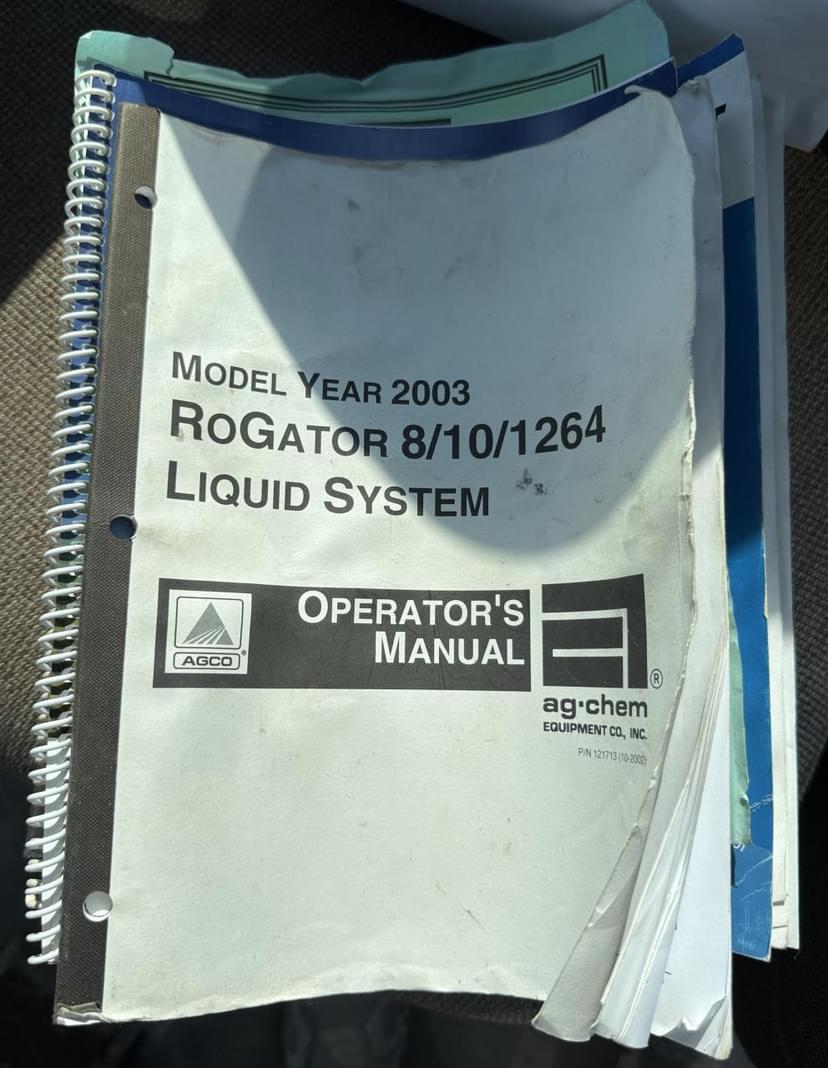 MODEL YEAR 2003
ROGATOR 8/10/1264
LIQUID SYSTEM
OPERATOR'S
MANUAL
AGCO®
®
ag·chem
EQUIPMENT CO., INC.
P/N 121713 (10-2002)